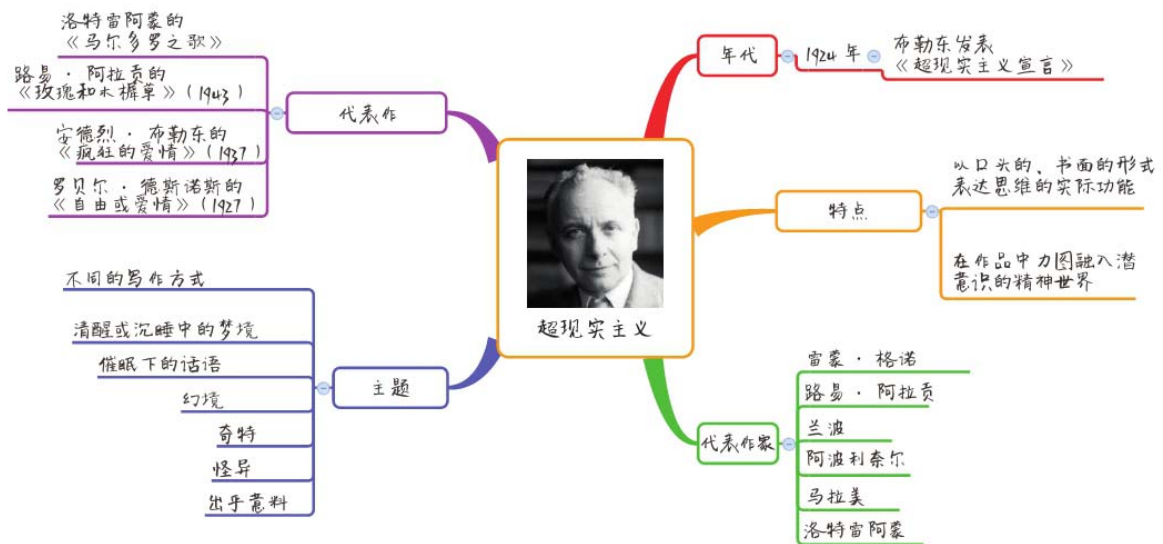 超现实主义
年代
1924 年
布勒东发表
《超现实主义宣言》
特点
以口头的、书面的形式
表达思维的实际功能
在作品中力图融入潜
意识的精神世界
代表作家
雷蒙 · 格诺
路易 · 阿拉贡
兰波
阿波利奈尔
马拉美
洛特雷阿蒙
代表作
洛特雷阿蒙的
《马尔多罗之歌》
路易 · 阿拉贡的
《玫瑰和木樨草》(1943)
安德烈 · 布勒东的
《疯狂的爱情》(1937)
罗贝尔 · 德斯诺斯的
《自由或爱情》(1927)
主题
不同的写作方式
清醒或沉睡中的梦境
催眠下的话语
幻境
奇特
怪异
出乎意料